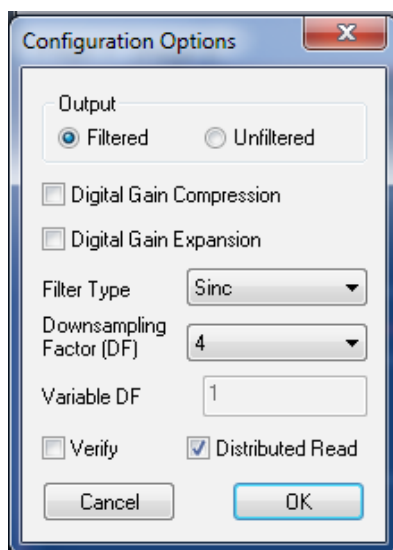 Configuration Options
Output
Filtered Unfiltered
Digital Gain Compression
Digital Gain Expansion
Filter Type Sinc
Downsampling
Factor (DF) 4
Variable DF 1
Verify Distributed Read
Cancel OK